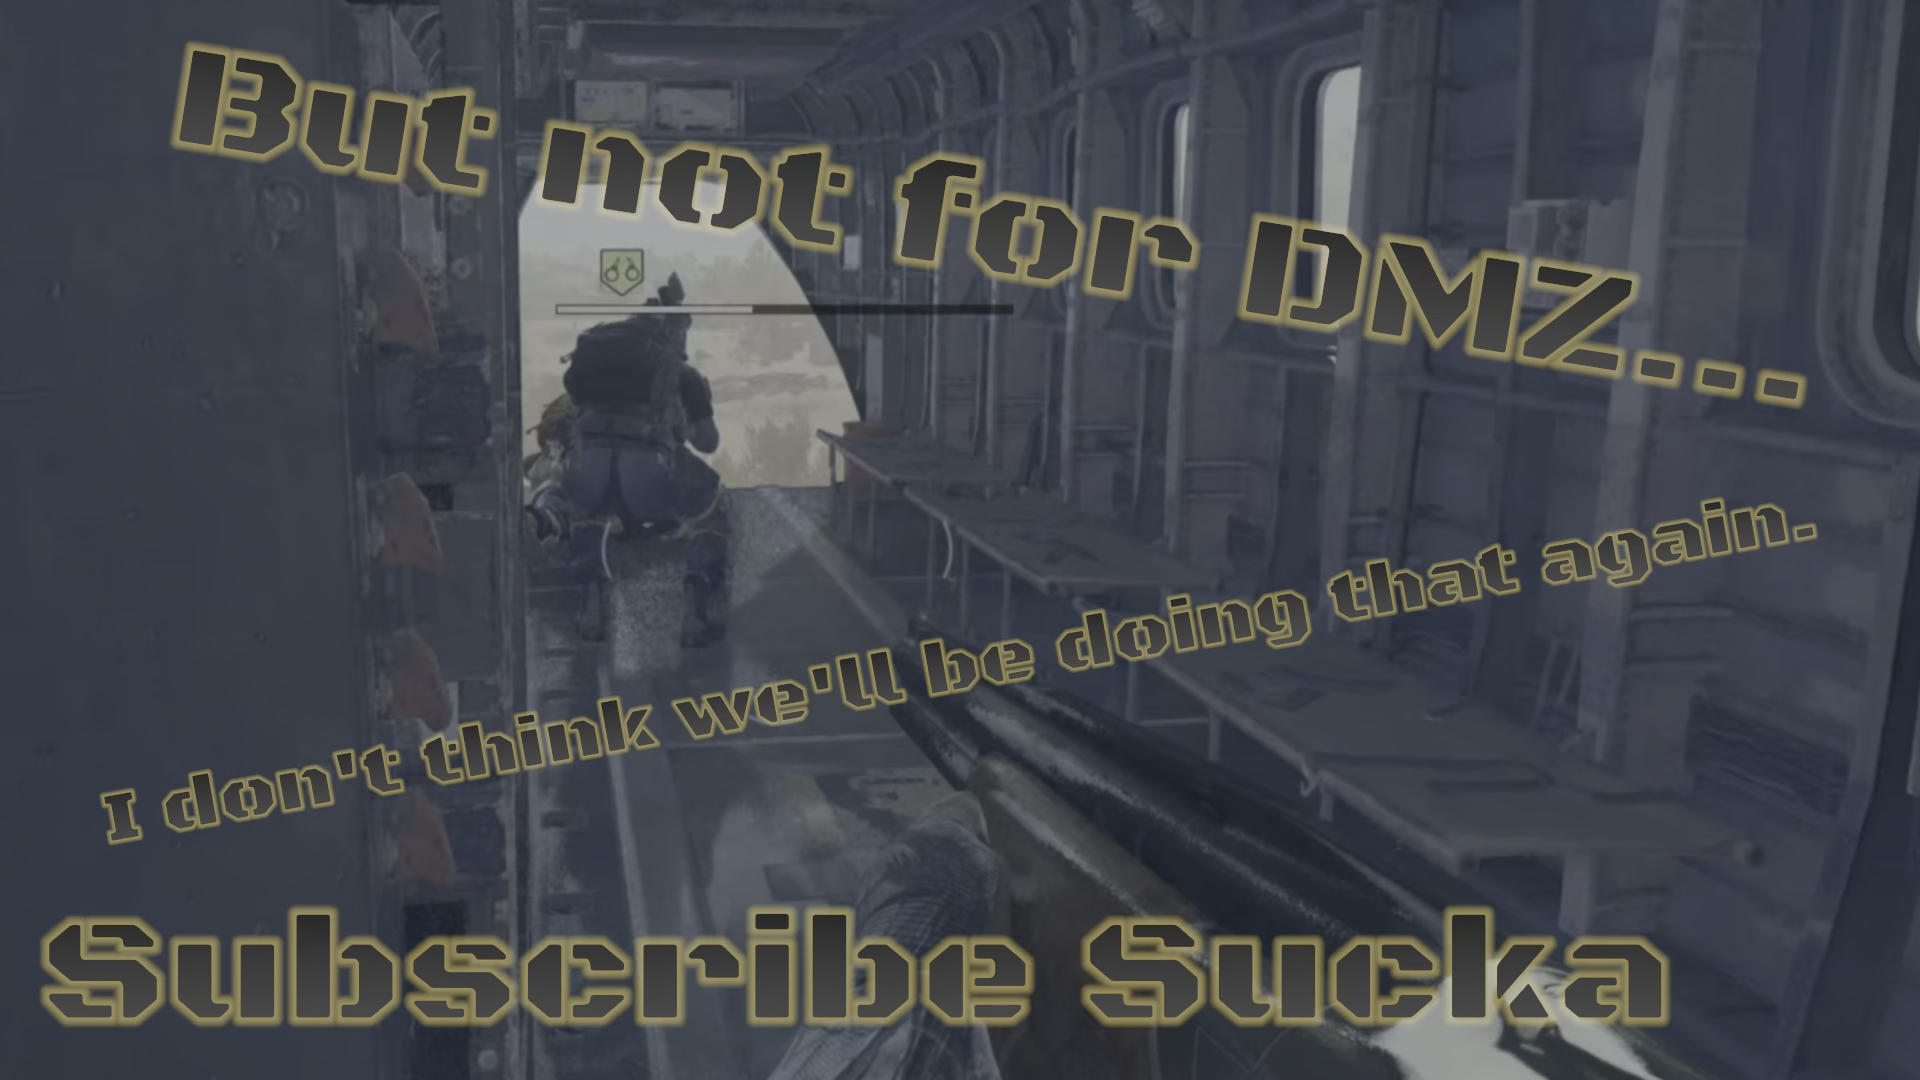 But not for DMZ...
I don't think we'll be doing that again.
Subscribe Sucka